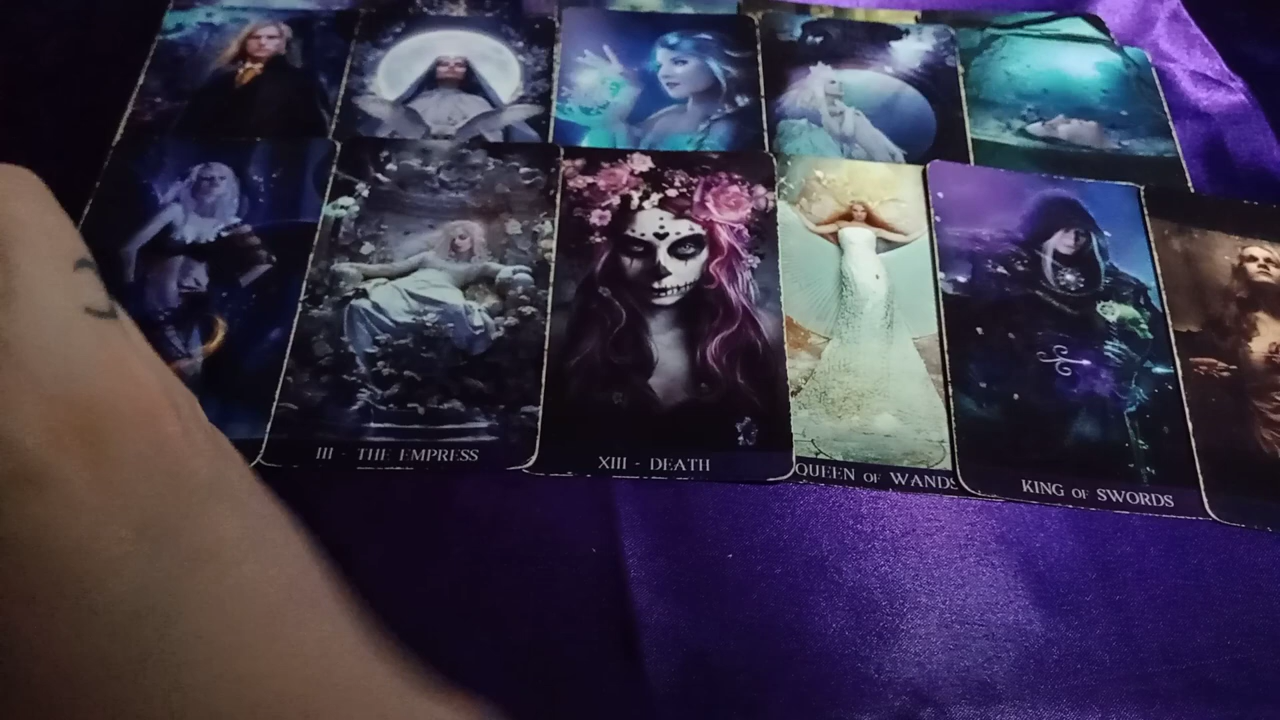 III - THE EMPRESS
XIII - DEATH
QUEEN OF WANDS
KING OF SWORDS